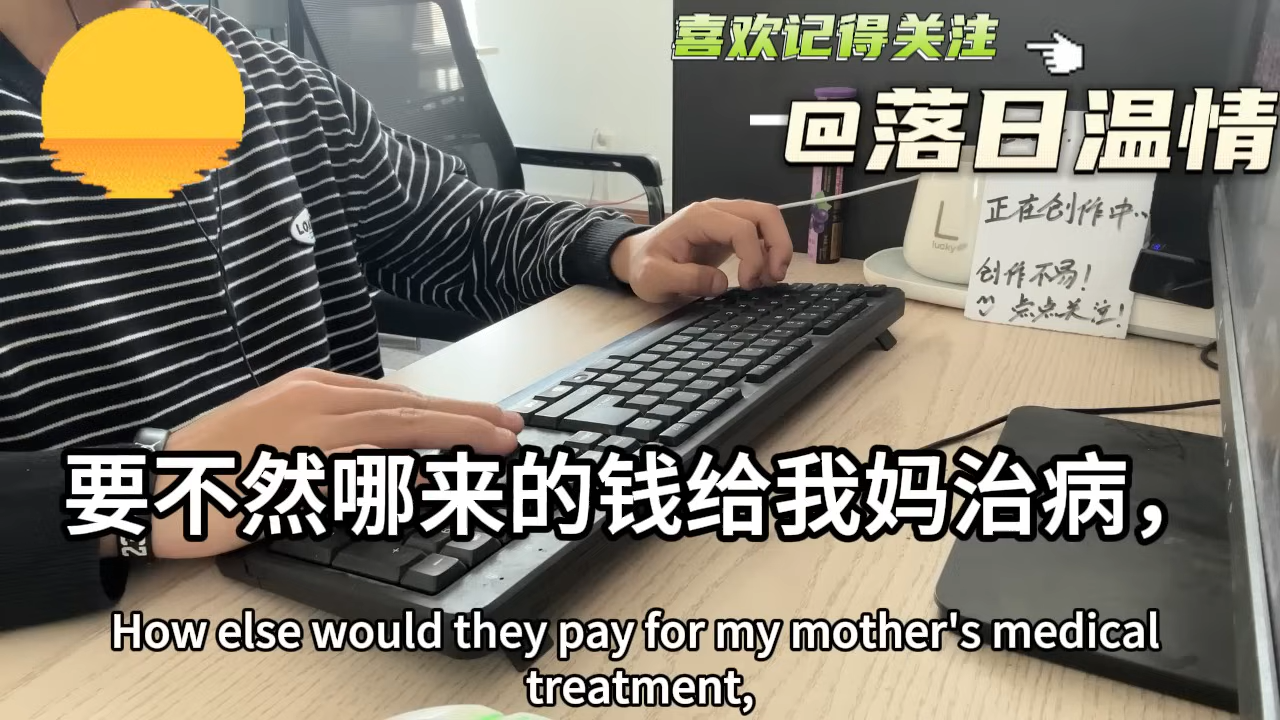 喜欢记得关注
@落日温情
L
lucky
正在创作中..
创作不易!
点点关注!
要不然哪来的钱给我妈治病，
How else would they pay for my mother's medical
treatment,